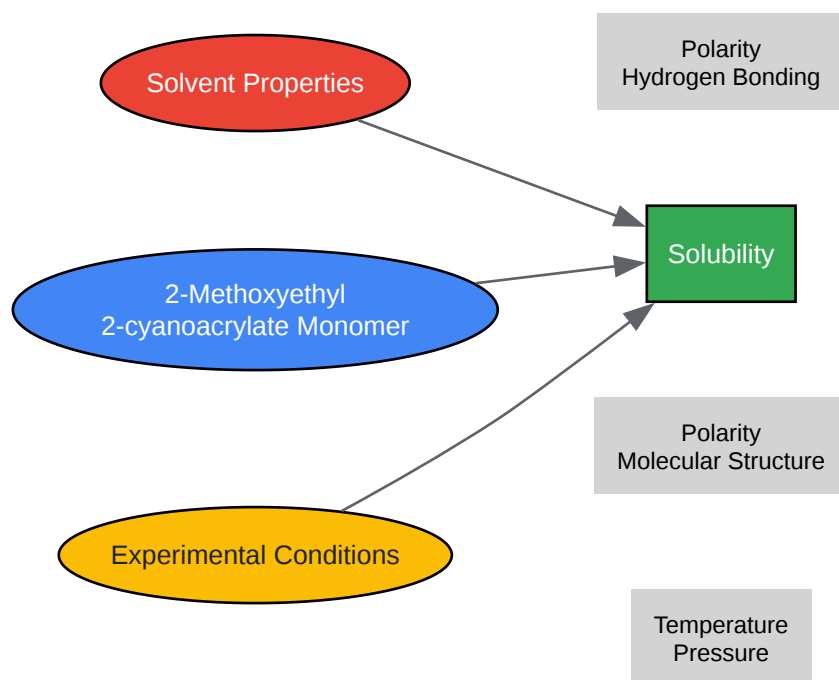 Solvent Properties
Polarity
Hydrogen Bonding
Solubility
2-Methoxyethyl
2-cyanoacrylate Monomer
Polarity
Molecular Structure
Experimental Conditions
Temperature
Pressure